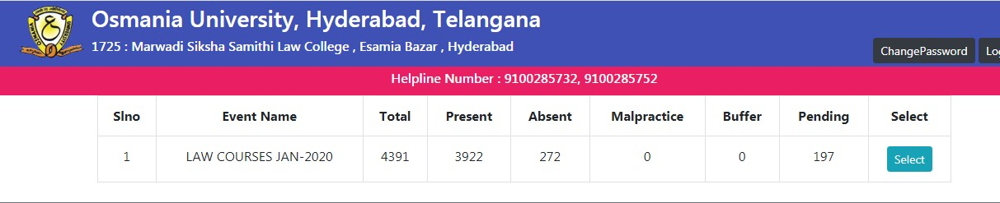 Osmania University, Hyderabad, Telangana
1725 : Marwadi Siksha Samithi Law College , Esamia Bazar , Hyderabad
ChangePassword
Helpline Number : 9100285732, 9100285752
Slno Event Name Total Present Absent Malpractice Buffer Pending Select
1 LAW COURSES JAN-2020 4391 3922 272 0 0 197 Select